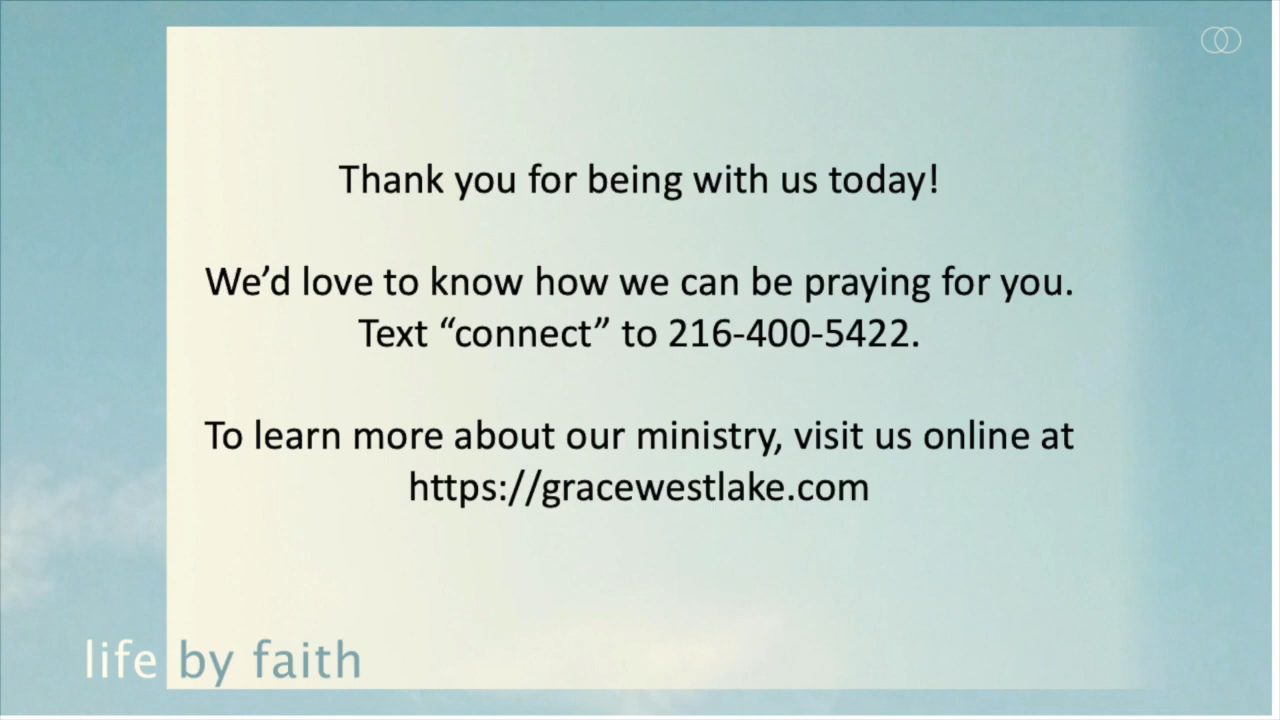 Thank you for being with us today!
We’d love to know how we can be praying for you.
Text “connect” to 216-400-5422.
To learn more about our ministry, visit us online at
https://gracewestlake.com
life by faith